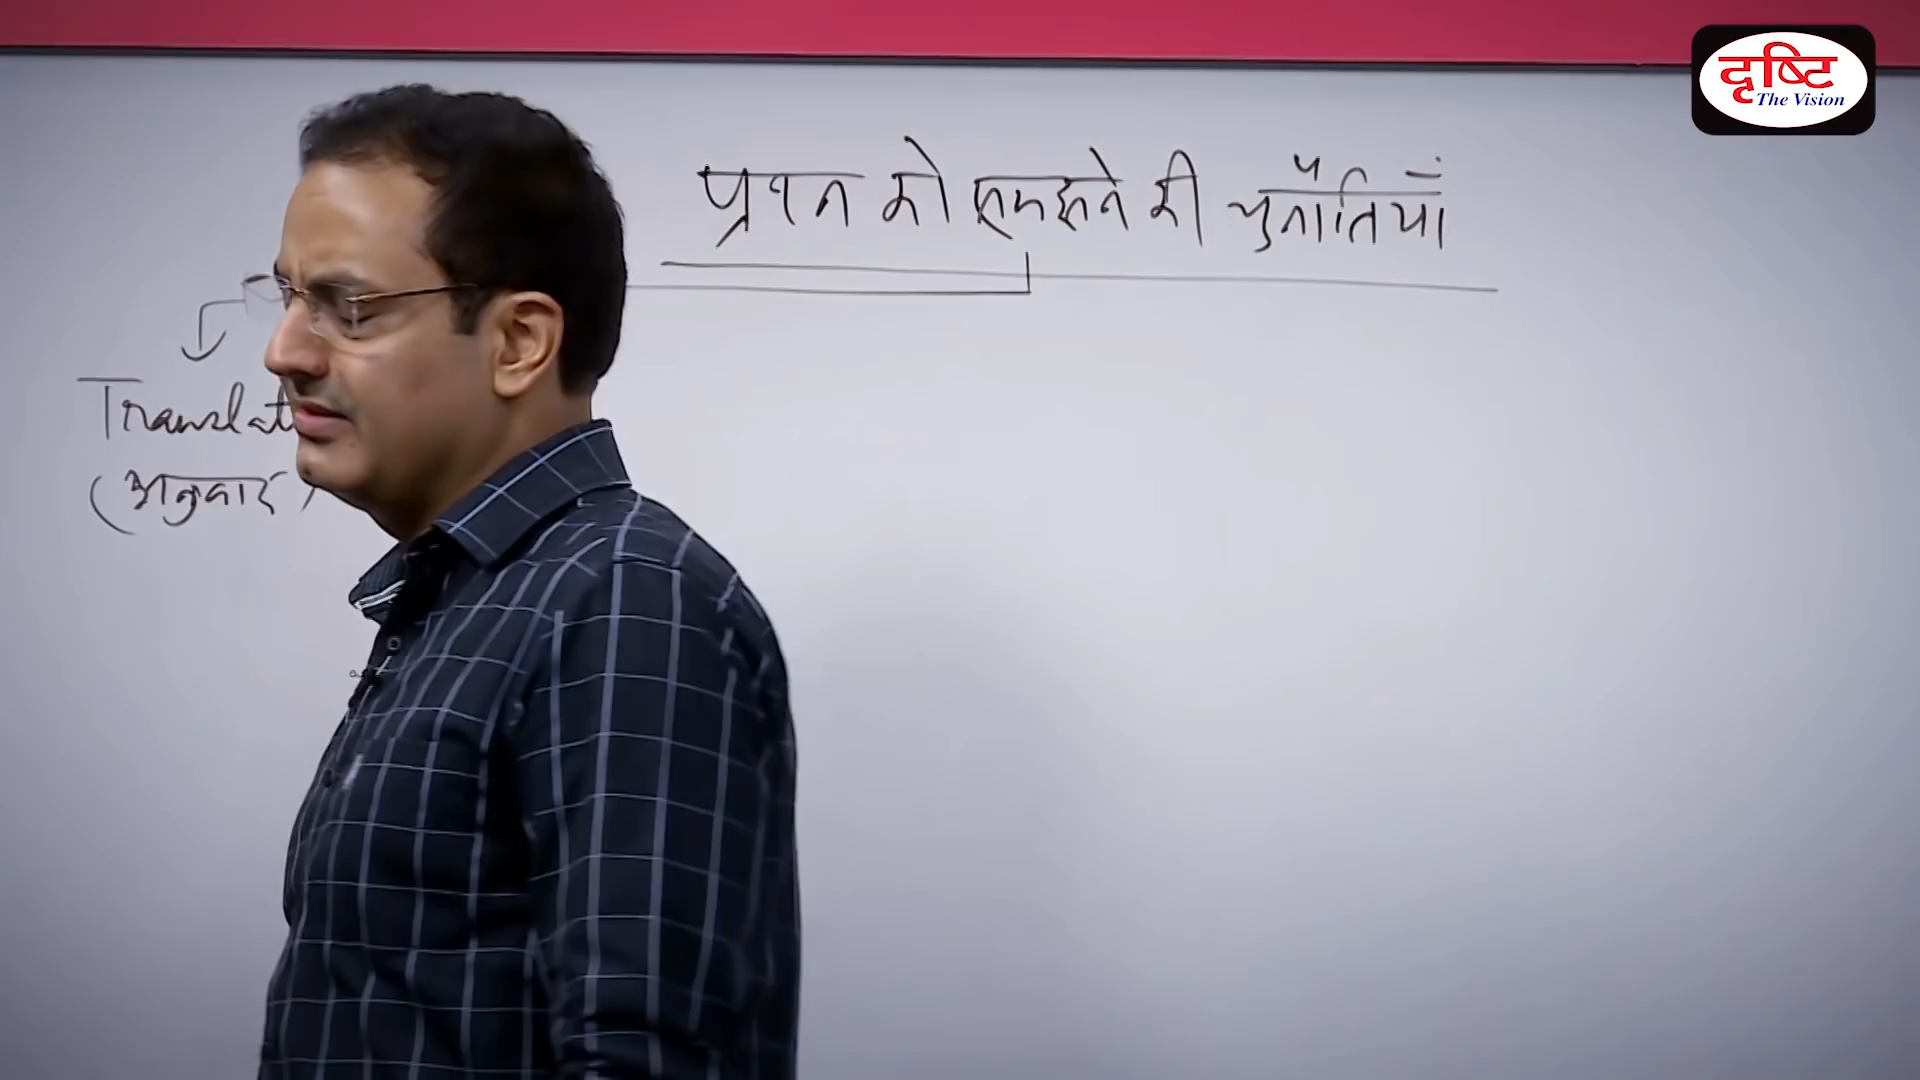 दृष्टि
The Vision
प्रश्न को समझने की चुनौतियाँ
Translat
(अनुवाद)